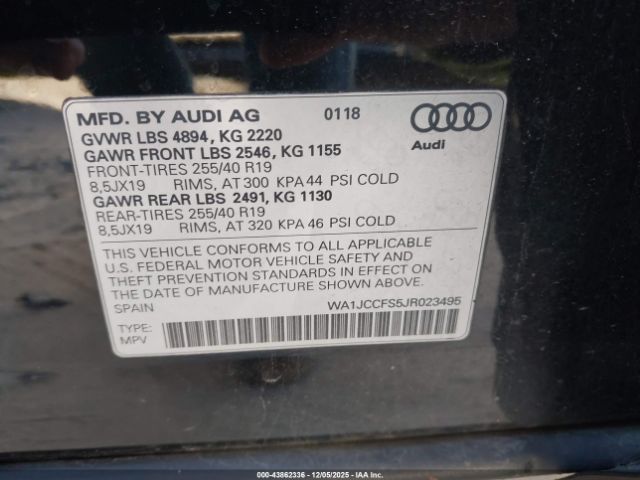 MFD. BY AUDI AG 0118
Audi
GVWR LBS 4894, KG 2220
GAWR FRONT LBS 2546, KG 1155
FRONT-TIRES 255/40 R19
8,5JX19 RIMS, AT 300 KPA 44 PSI COLD
GAWR REAR LBS 2491, KG 1130
REAR-TIRES 255/40 R19
8,5JX19 RIMS, AT 320 KPA 46 PSI COLD
THIS VEHICLE CONFORMS TO ALL APPLICABLE
U.S. FEDERAL MOTOR VEHICLE SAFETY AND
THEFT PREVENTION STANDARDS IN EFFECT ON
THE DATE OF MANUFACTURE SHOWN ABOVE.
SPAIN WA1JCCFS5JR023495
TYPE:
MPV
000-43862336 - 12/05/2025 - IAA, Inc.